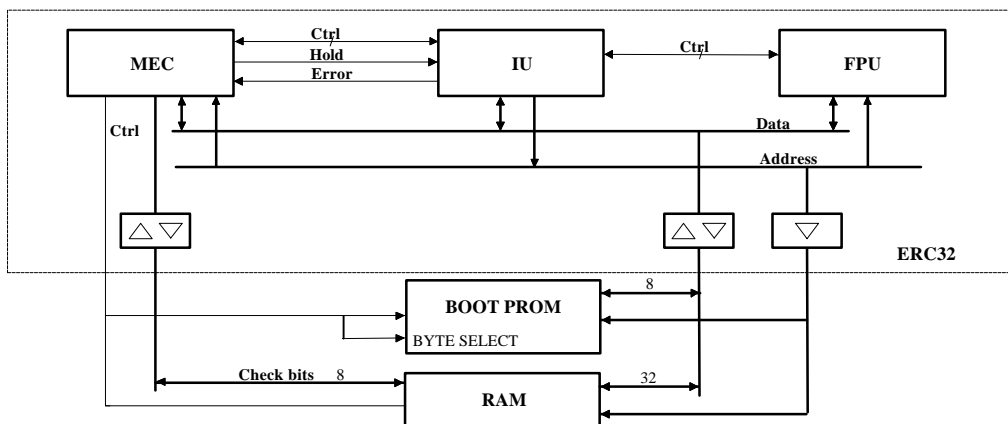 Ctrl
Hold
Error
MEC
IU
Ctrl
FPU
Ctrl
Data
Address
ERC32
8
BOOT PROM
BYTE SELECT
Check bits 8
32
RAM